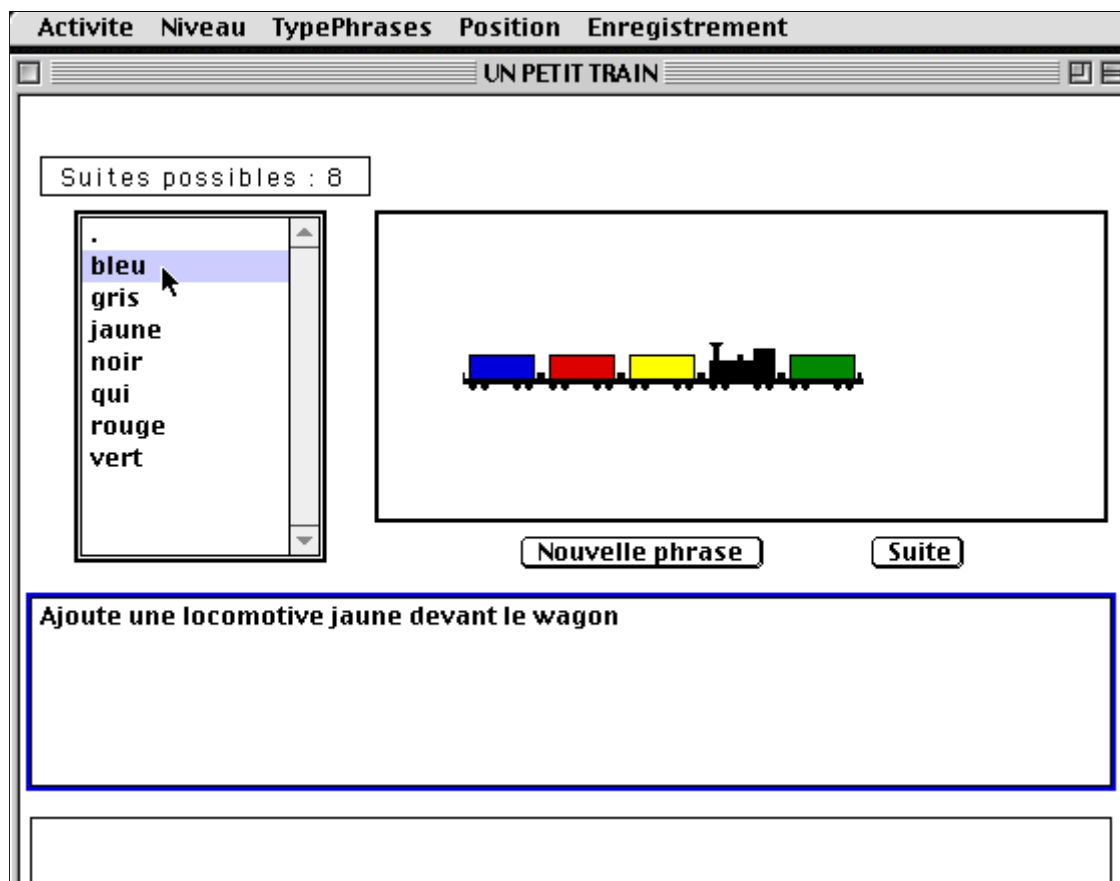 Activite Niveau TypePhrases Position Enregistrement
UN PETIT TRAIN
Suites possibles : 8
.
bleu
gris
jaune
noir
qui
rouge
vert
Nouvelle phrase Suite
Ajoute une locomotive jaune devant le wagon